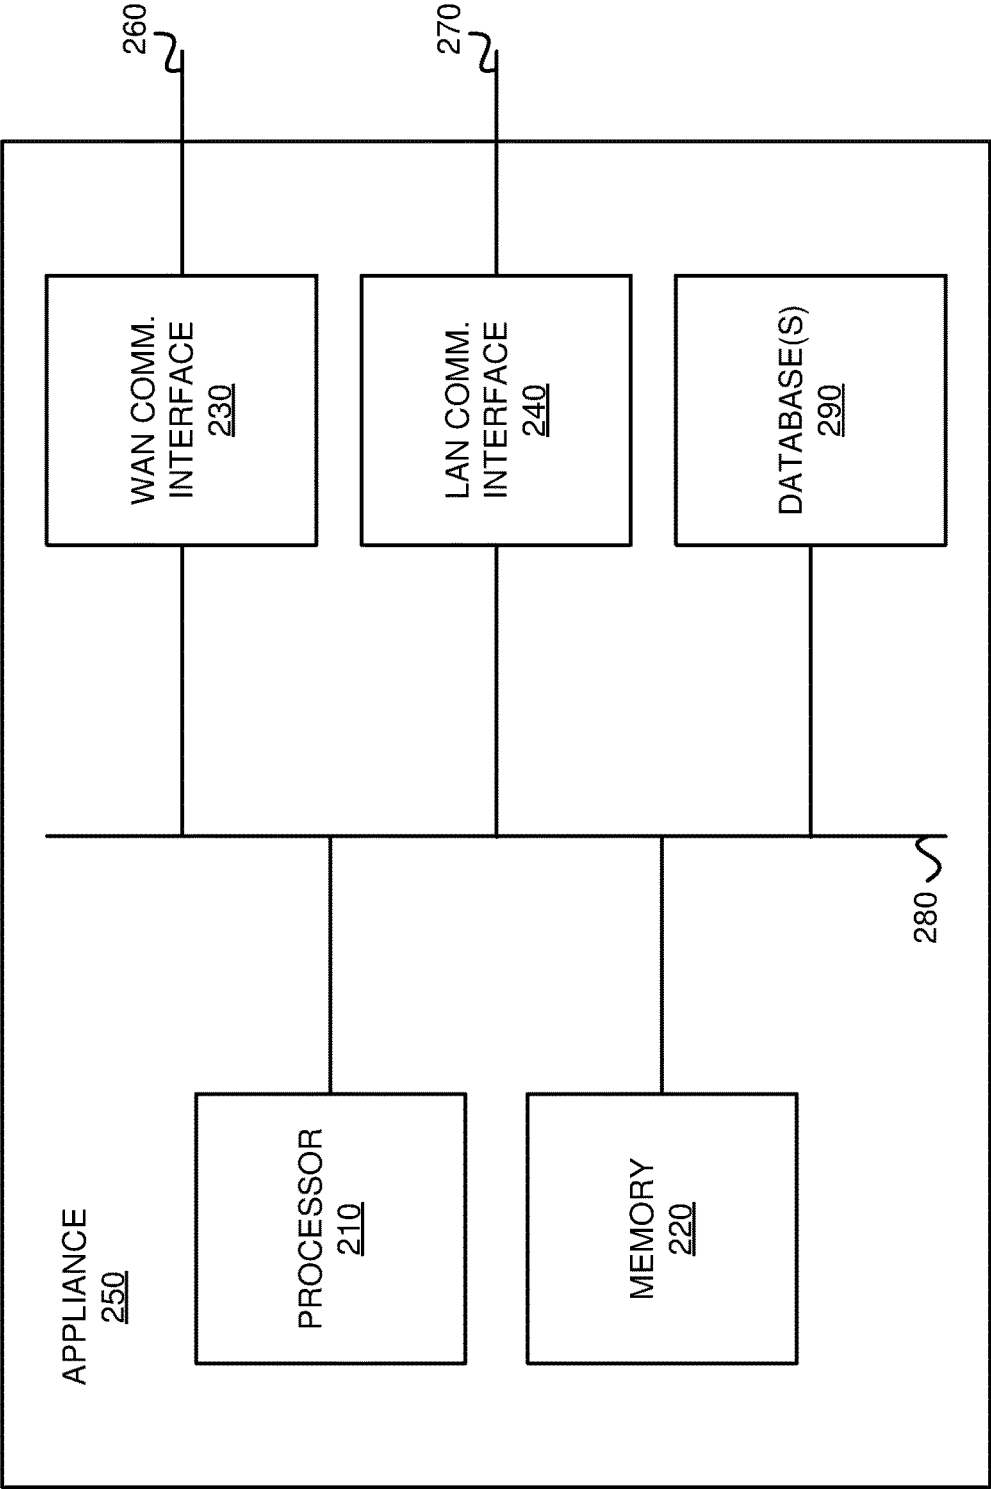 APPLIANCE
250
PROCESSOR
210
MEMORY
220
280
WAN COMM.
INTERFACE
230
LAN COMM.
INTERFACE
240
DATABASE(S)
290
260
270